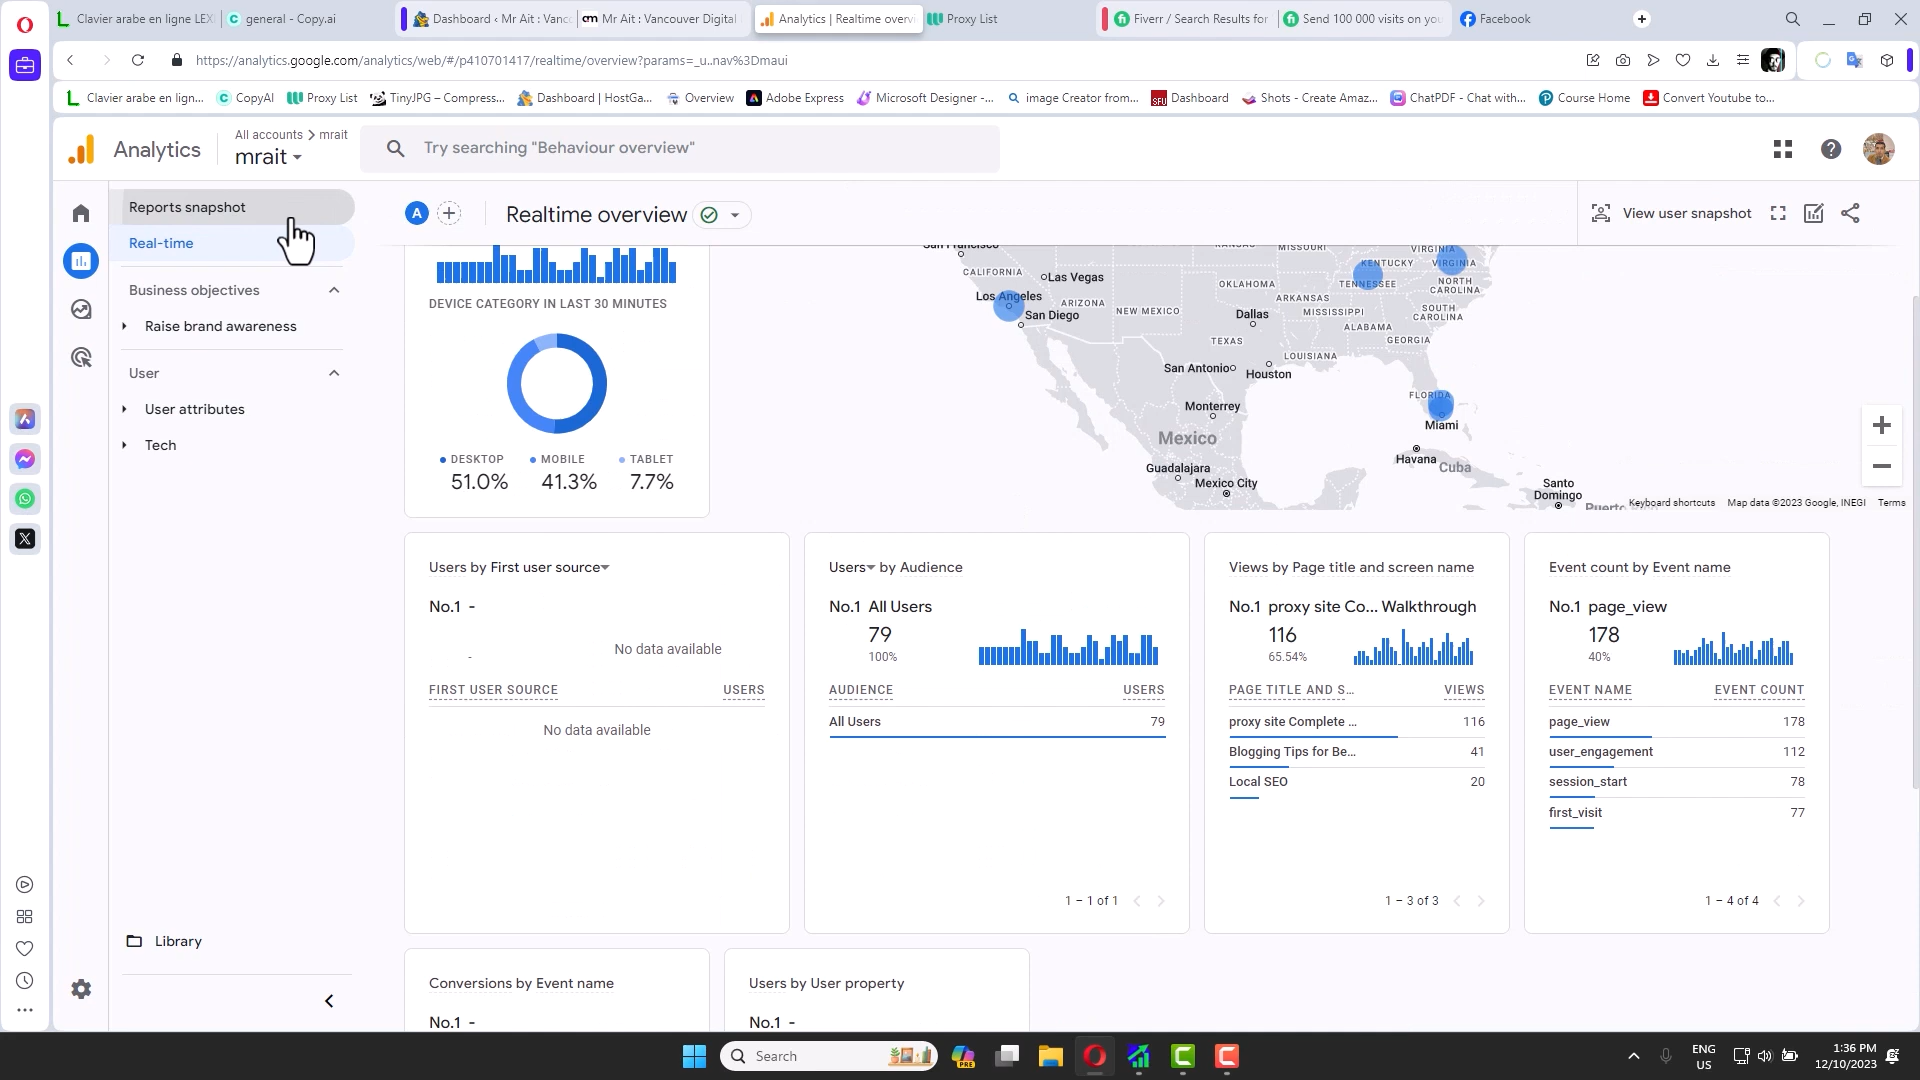 Clavier arabe en ligne LEX
general - Copy.ai
Dashboard ‹ Mr Ait : Vanco
Mr Ait : Vancouver Digital
Analytics | Realtime overvi
Proxy List
Fiverr / Search Results for
Send 100 000 visits on you
Facebook
https://analytics.google.com/analytics/web/#/p410701417/realtime/overview?params=_u..nav%3Dmaui
Clavier arabe en lign...
CopyAI
Proxy List
TinyJPG – Compress...
Dashboard | HostGa...
Overview
Adobe Express
Microsoft Designer -...
image Creator from...
SFU Dashboard
Shots - Create Amaz...
ChatPDF - Chat with...
Course Home
Convert Youtube to...
Analytics
All accounts > mrait
mrait
Try searching "Behaviour overview"
Reports snapshot
Real-time
Business objectives
Raise brand awareness
User
User attributes
Tech
Library
A
Realtime overview
View user snapshot
DEVICE CATEGORY IN LAST 30 MINUTES
DESKTOP MOBILE TABLET
51.0% 41.3% 7.7%
San Francisco
KANSAS
MISSOURI
VIRGINIA
CALIFORNIA
Las Vegas
KENTUCKY
VIRGINIA
Los Angeles
ARIZONA
OKLAHOMA
TENNESSEE
NORTH CAROLINA
San Diego
NEW MEXICO
ARKANSAS
Dallas
MISSISSIPPI
SOUTH CAROLINA
ALABAMA
TEXAS
GEORGIA
LOUISIANA
San Antonio
Houston
FLORIDA
Monterrey
Miami
Mexico
Havana
Cuba
Guadalajara
Mexico City
Santo Domingo
Puerto
Keyboard shortcuts
Map data ©2023 Google, INEGI
Terms
Users by First user source
No.1 -
-
No data available
FIRST USER SOURCE USERS
No data available
Users by Audience
No.1 All Users
79
100%
AUDIENCE USERS
All Users 79
1 – 1 of 1
Views by Page title and screen name
No.1 proxy site Co... Walkthrough
116
65.54%
PAGE TITLE AND S... VIEWS
proxy site Complete ... 116
Blogging Tips for Be... 41
Local SEO 20
1 – 3 of 3
Event count by Event name
No.1 page_view
178
40%
EVENT NAME EVENT COUNT
page_view 178
user_engagement 112
session_start 78
first_visit 77
1 – 4 of 4
Conversions by Event name
No.1 -
Users by User property
No.1 -
Search
PRE
ENG
US
1:36 PM
12/10/2023